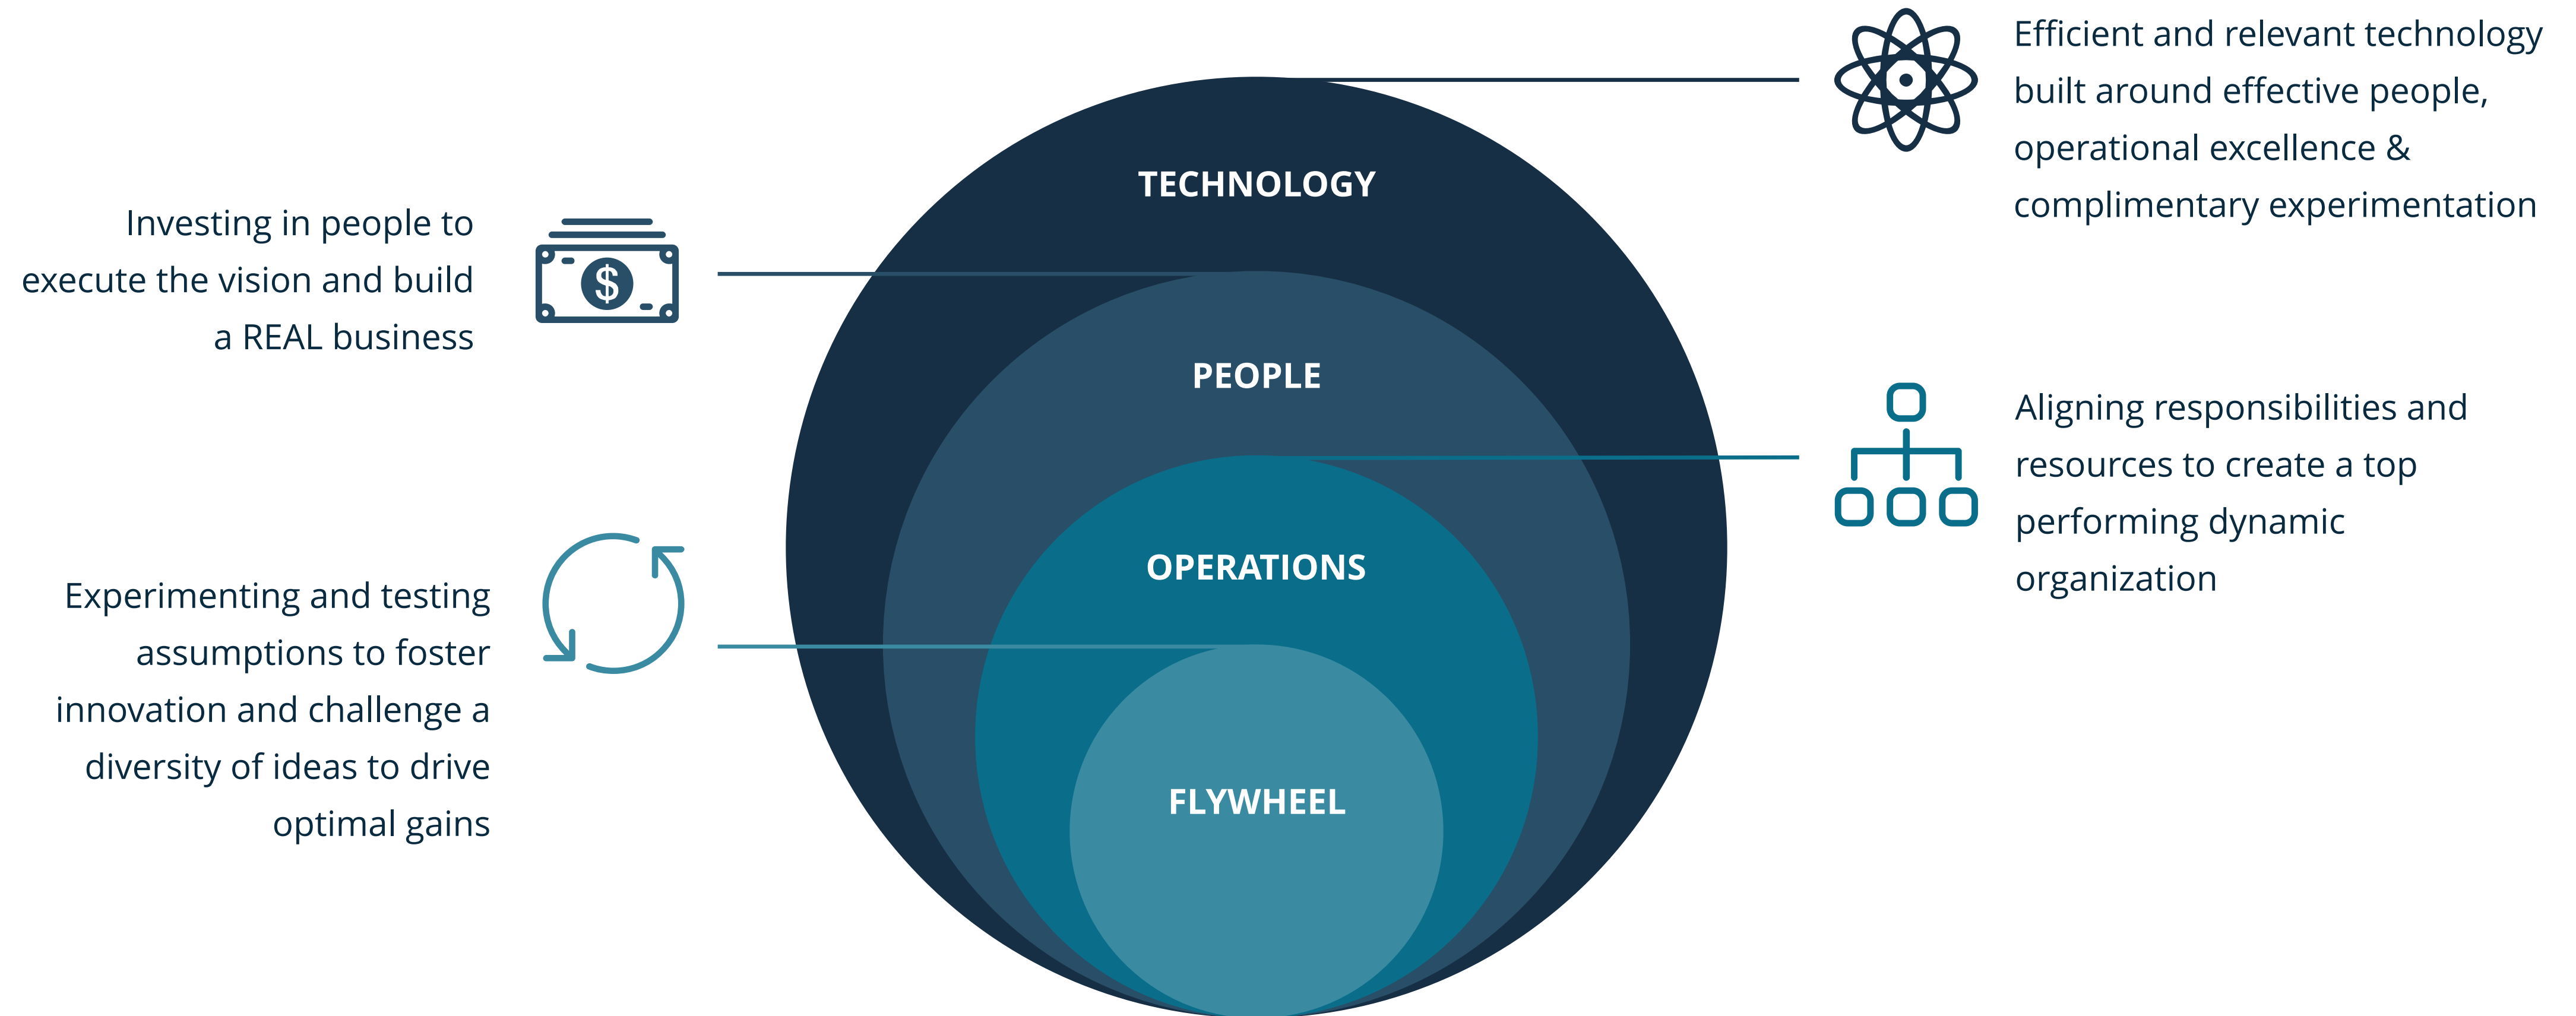 Efficient and relevant technology
built around effective people,
operational excellence &
complimentary experimentation
TECHNOLOGY
Investing in people to
execute the vision and build
a REAL business
$
PEOPLE
Aligning responsibilities and
resources to create a top
performing dynamic
organization
OPERATIONS
Experimenting and testing
assumptions to foster
innovation and challenge a
diversity of ideas to drive
optimal gains
FLYWHEEL